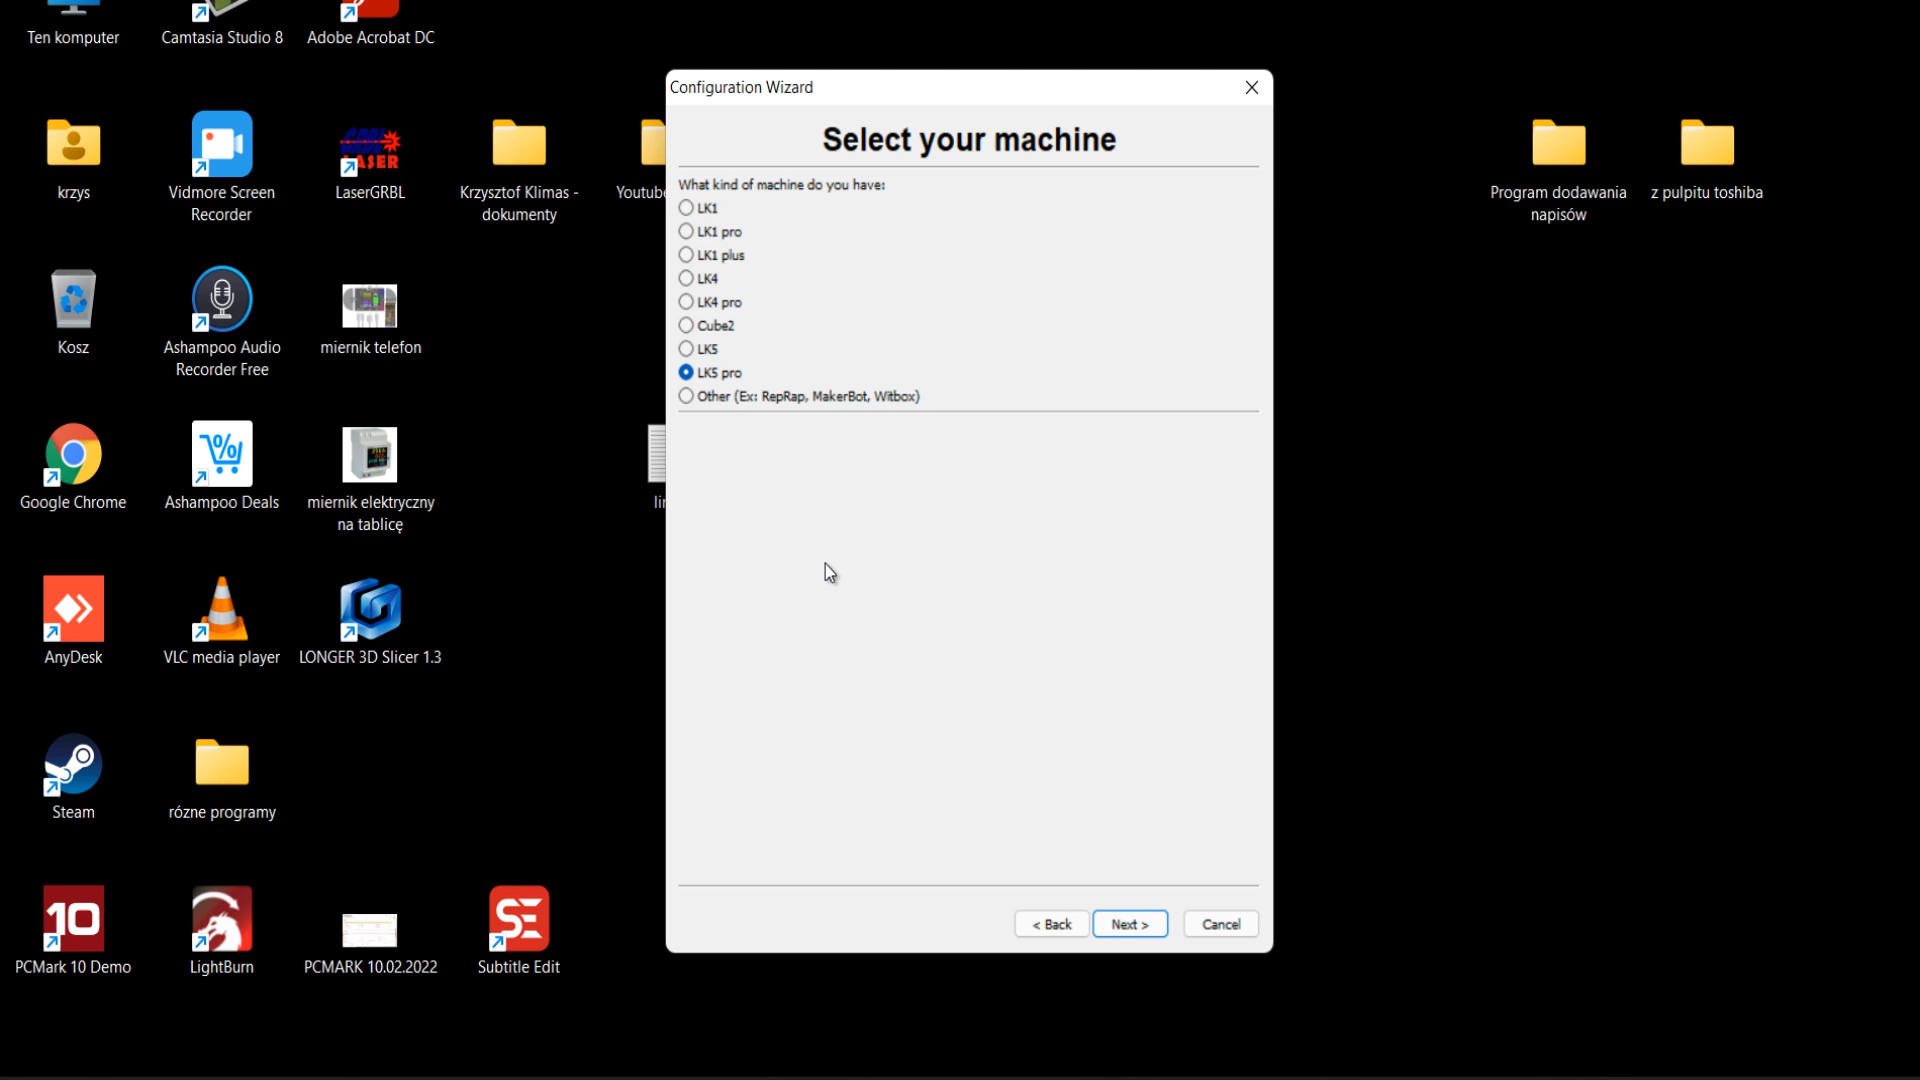 Ten komputer
Camtasia Studio 8
Adobe Acrobat DC
Configuration Wizard
Select your machine
What kind of machine do you have:
LK1
LK1 pro
LK1 plus
LK4
LK4 pro
Cube2
LK5
LK5 pro
Other (Ex: RepRap, MakerBot, Witbox)
< Back
Next >
Cancel
krzys
Vidmore Screen
Recorder
LASER
LaserGRBL
Krzysztof Klimas -
dokumenty
Youtube
Program dodawania
napisów
z pulpitu toshiba
Kosz
Ashampoo Audio
Recorder Free
miernik telefon
Google Chrome
%
Ashampoo Deals
miernik elektryczny
na tablicę
AnyDesk
VLC media player
LONGER 3D Slicer 1.3
Steam
rózne programy
10
PCMark 10 Demo
LightBurn
PCMARK 10.02.2022
SE
Subtitle Edit